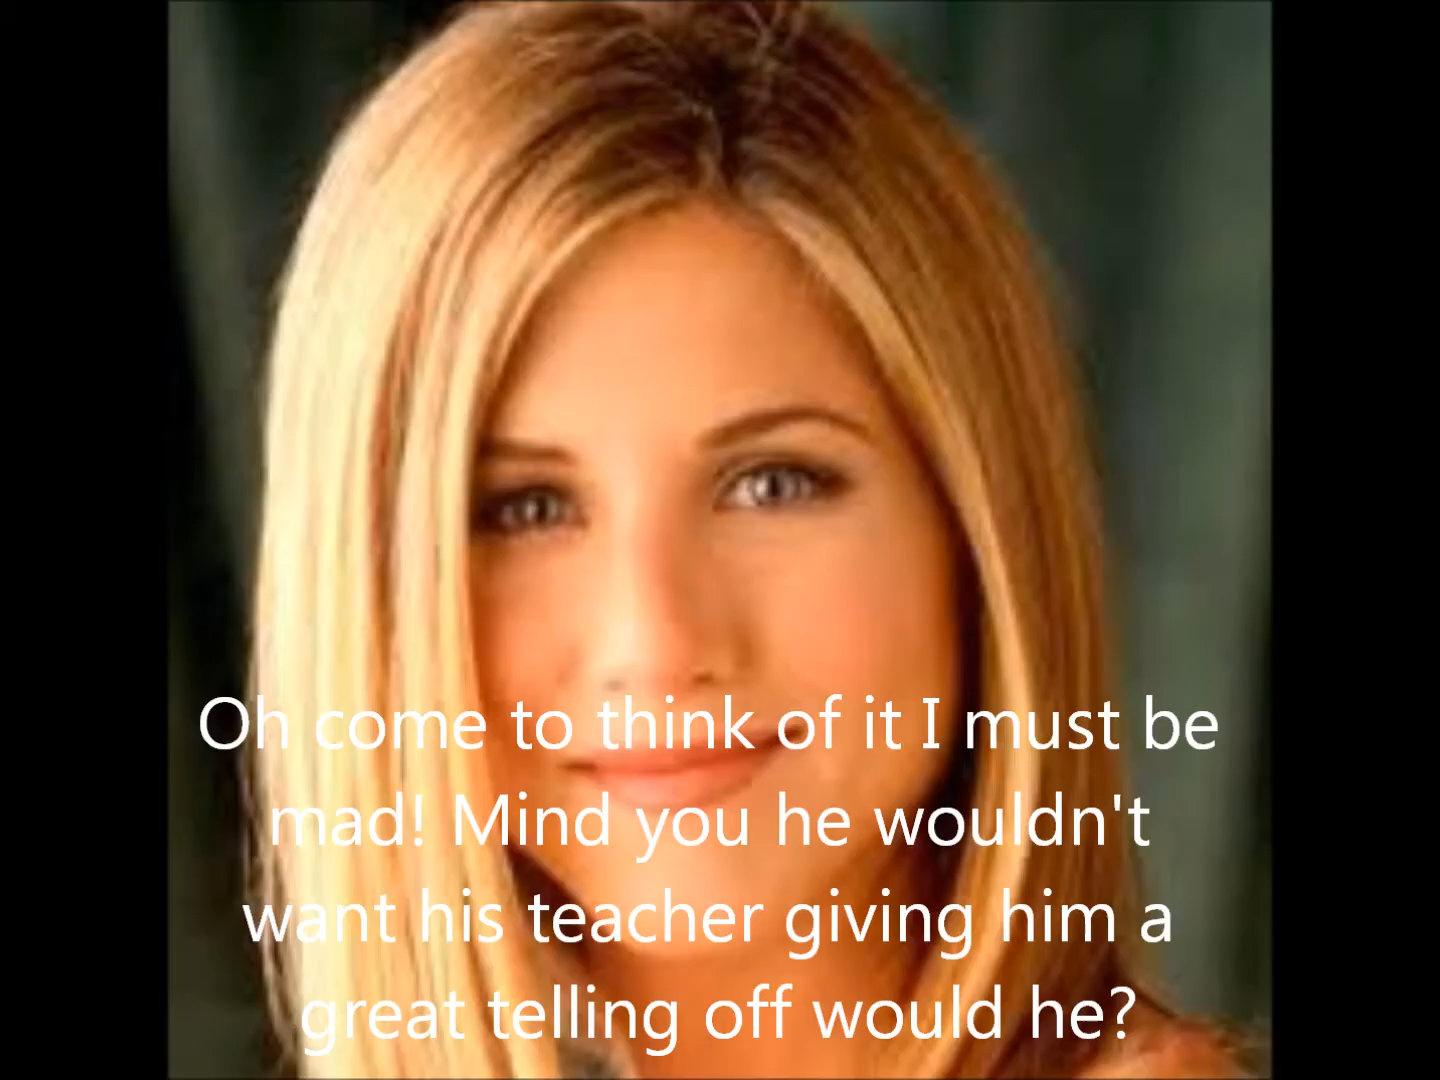 Oh come to think of it I must be
mad! Mind you he wouldn't
want his teacher giving him a
great telling off would he?